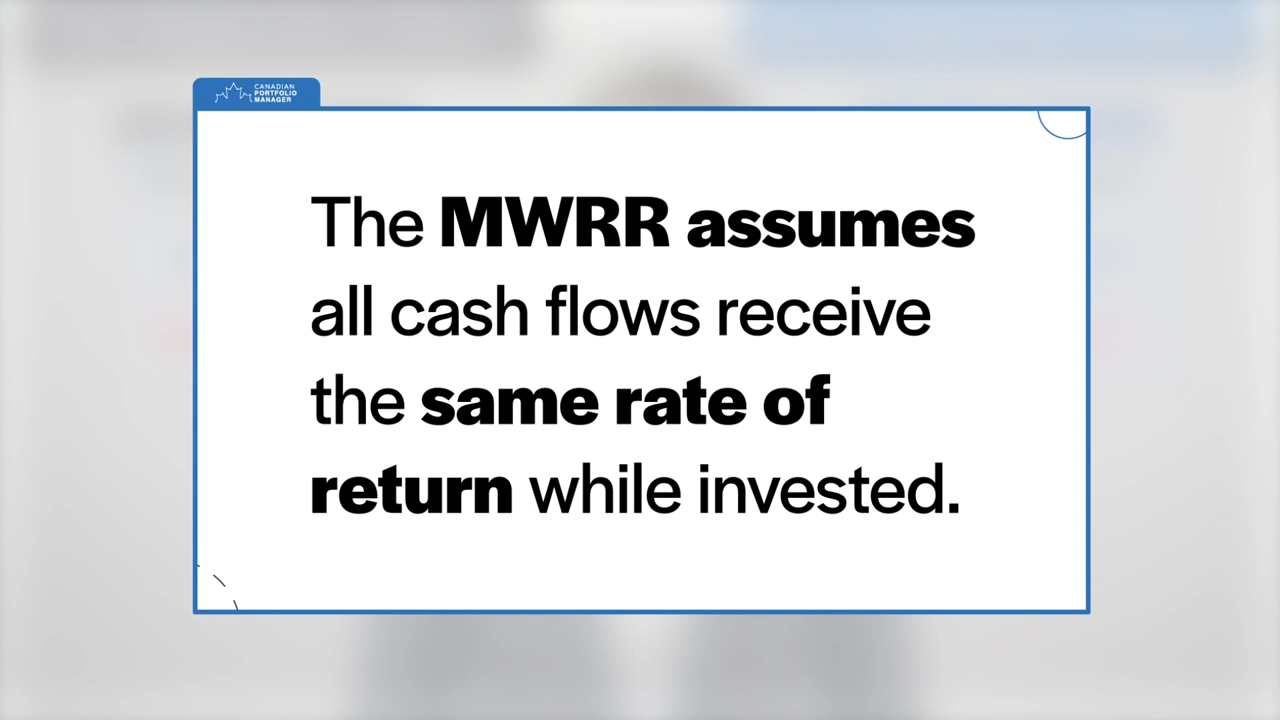 CANADIAN
PORTFOLIO
MANAGER
The MWRR assumes
all cash flows receive
the same rate of
return while invested.